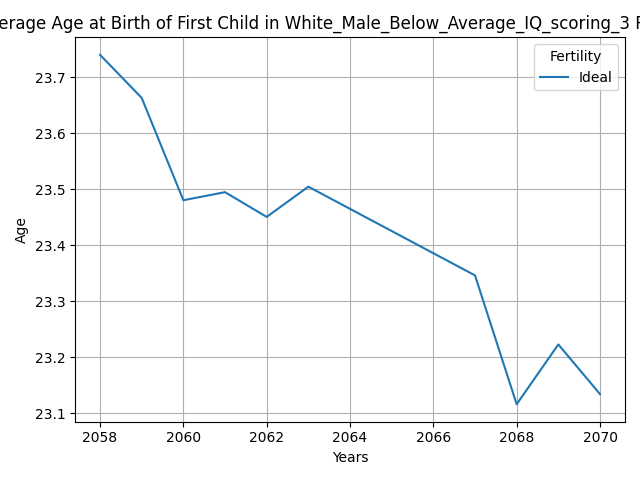 erage Age at Birth of First Child in White_Male_Below_Average_IQ_scoring_3
Fertility
Ideal
23.7
23.6
23.5
23.4
23.3
23.2
23.1
Age
2058
2060
2062
2064
2066
2068
2070
Years